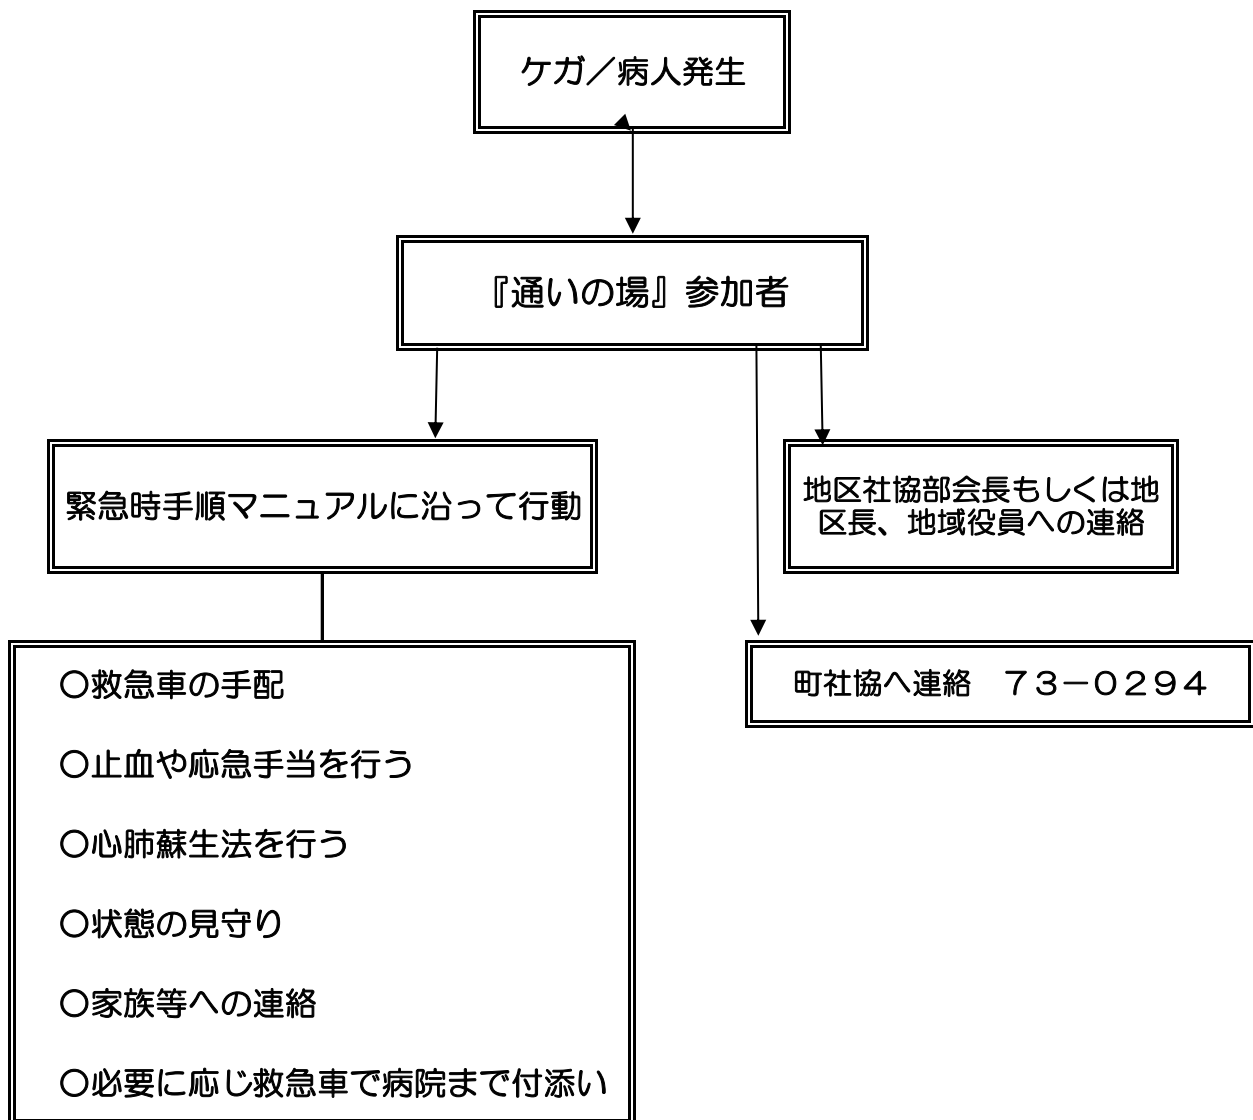 ケガ／病人発生
『通いの場』参加者
緊急時手順マニュアルに沿って行動
地区社協部会長もしくは地
区長、地域役員への連絡
町社協へ連絡　７３－０２９４
〇救急車の手配
〇止血や応急手当を行う
〇心肺蘇生法を行う
〇状態の見守り
〇家族等への連絡
〇必要に応じ救急車で病院まで付添い